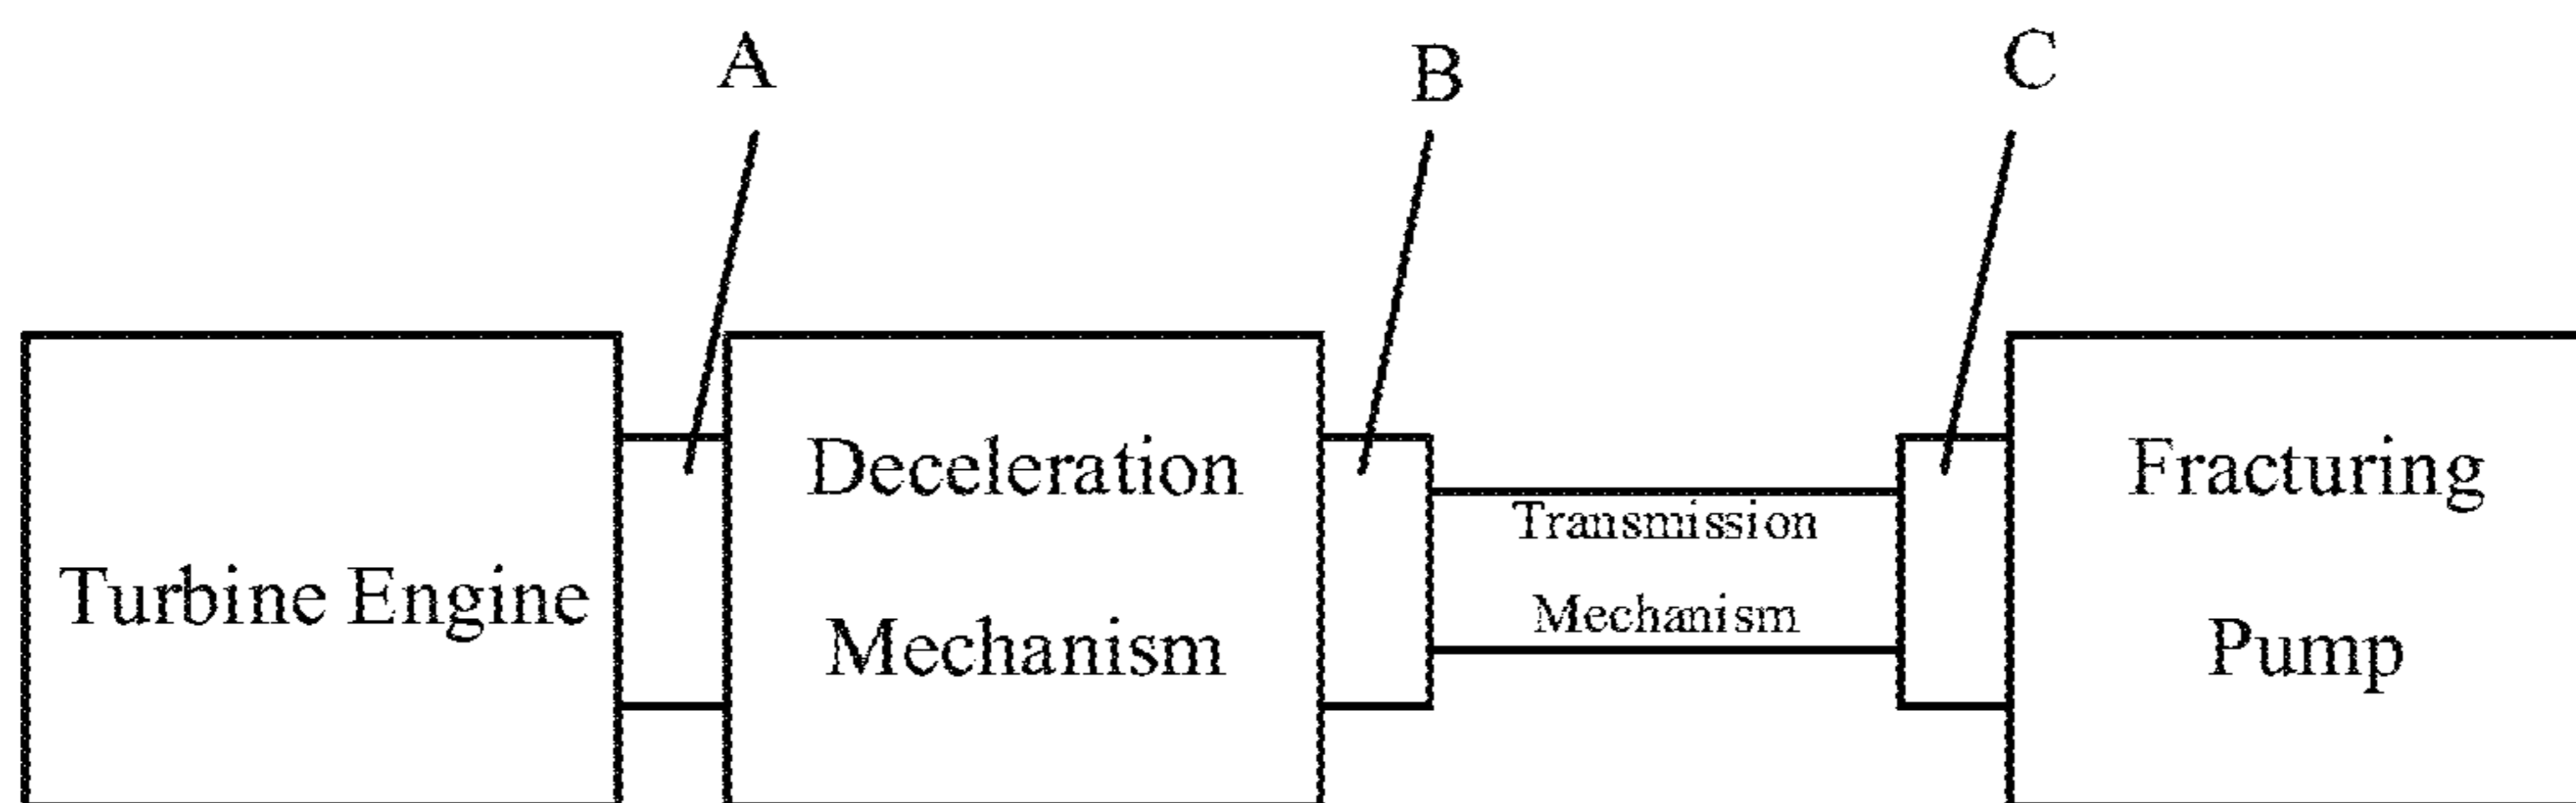 A
B
C
Turbine Engine
Deceleration
Mechanism
Transmission
Mechanism
Fracturing
Pump